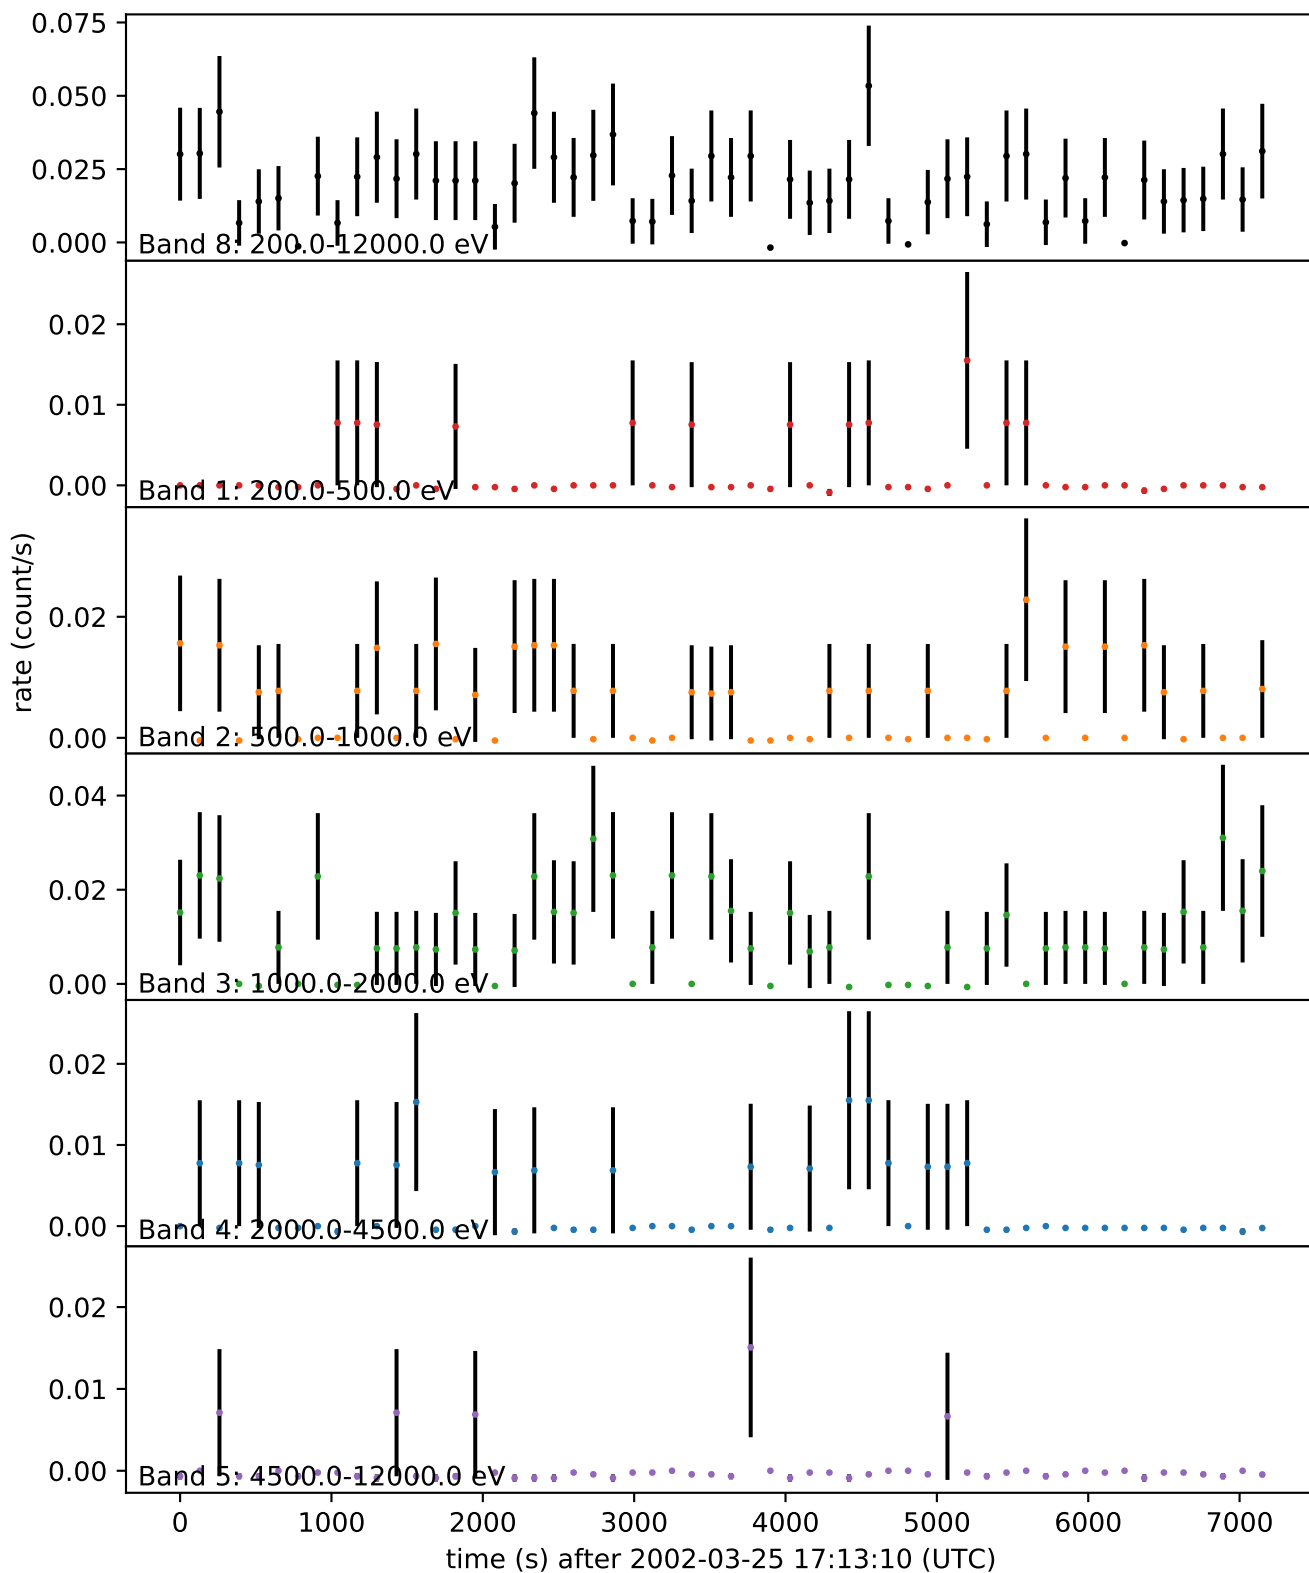 0.075
0.050
0.025
0.000
Band 8: 200.0-12000.0 eV
0.02
0.01
0.00
Band 1: 200.0-500.0 eV
rate (count/s)
0.02
0.00
Band 2: 500.0-1000.0 eV
0.04
0.02
0.00
Band 3: 1000.0-2000.0 eV
0.02
0.01
0.00
Band 4: 2000.0-4500.0 eV
0.02
0.01
0.00
Band 5: 4500.0-12000.0 eV
0 1000 2000 3000 4000 5000 6000 7000
time (s) after 2002-03-25 17:13:10 (UTC)